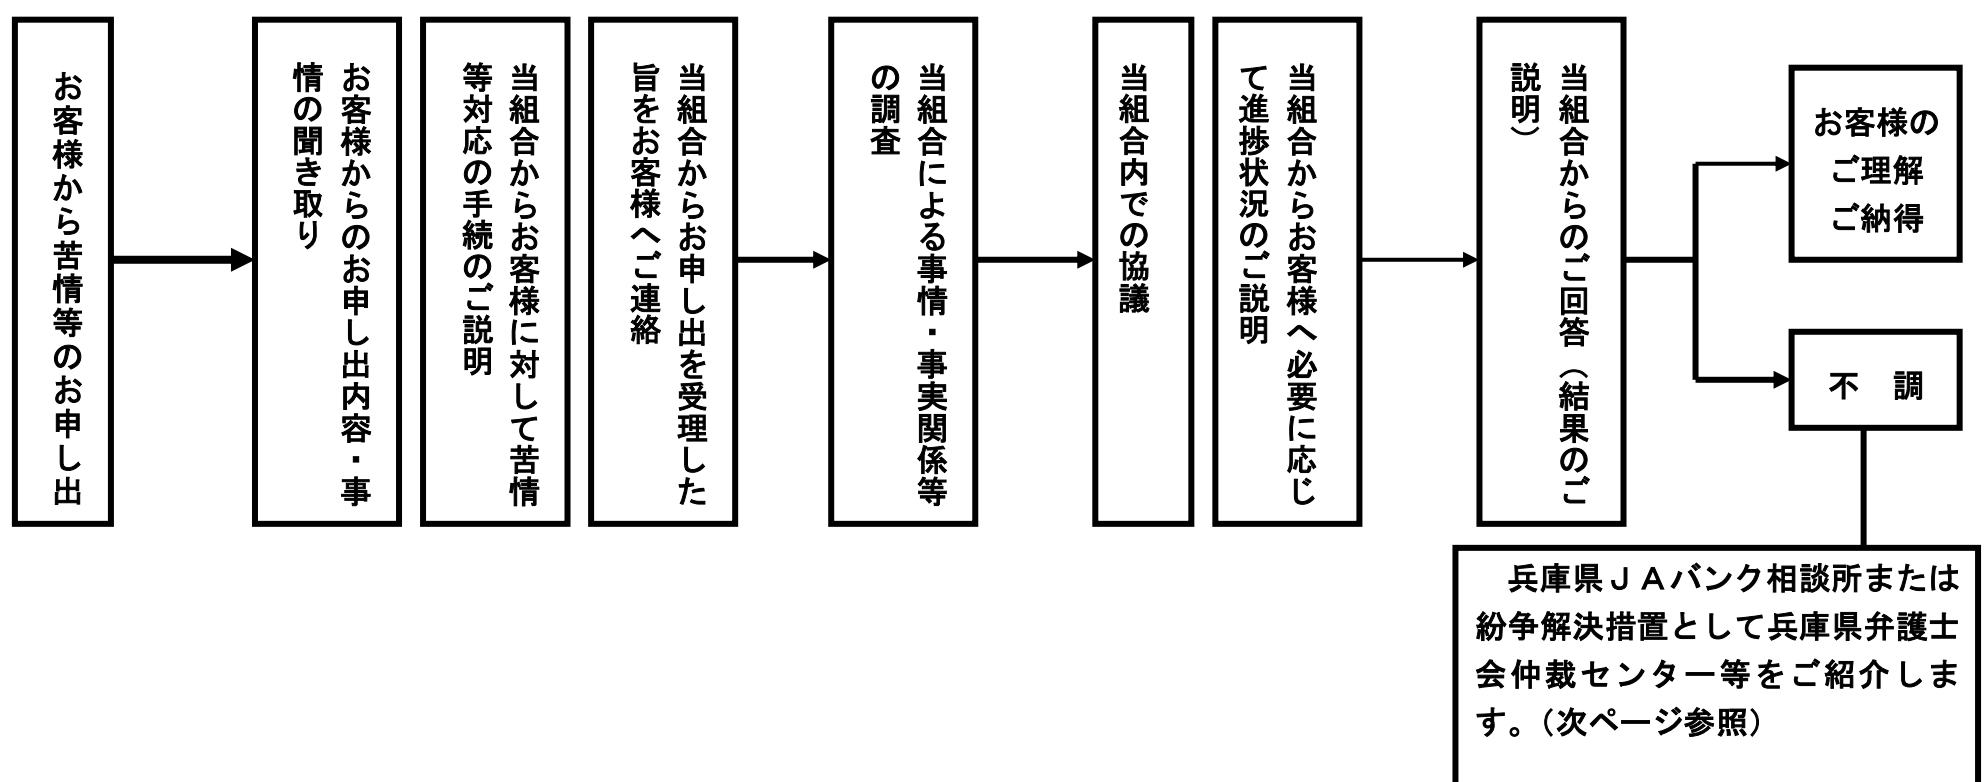 お客様から苦情等のお申し出
お客様からのお申し出内容・事
情の聞き取り
当組合からお客様に対して苦情
等対応の手続のご説明
当組合からお申し出を受理した
旨をお客様へご連絡
当組合による事情・事実関係等
の調査
当組合内での協議
当組合からお客様へ必要に応じ
て進捗状況のご説明
当組合からのご回答（結果のご
説明）
お客様の
ご理解
ご納得
不　調
兵庫県ＪＡバンク相談所または
紛争解決措置として兵庫県弁護士
会仲裁センター等をご紹介しま
す。（次ページ参照）